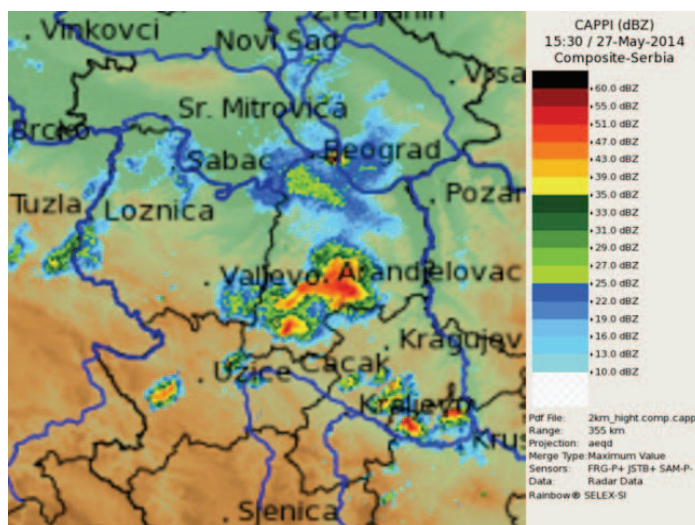 Zrenjanin
Vinkovci
Novi Sad
Vrsa
Sr. Mitrovica
Brcko
Beograd
Sabac
Pozar
Tuzla
Loznica
Valjevo
Arandjelovac
Kragujev
Cacak
Uzice
Kraljevo
Krus
Sjenica
CAPPI (dBZ)
15:30 / 27-May-2014
Composite-Serbia
60.0 dBZ
55.0 dBZ
51.0 dBZ
47.0 dBZ
43.0 dBZ
39.0 dBZ
35.0 dBZ
33.0 dBZ
31.0 dBZ
29.0 dBZ
27.0 dBZ
25.0 dBZ
22.0 dBZ
19.0 dBZ
16.0 dBZ
13.0 dBZ
10.0 dBZ
Pdf File: 2km_hight.comp.capp
Range: 355 km
Projection: aeqd
Merge Type: Maximum Value
Sensors: FRG-P+ JSTB+ SAM-P-
Data: Radar Data
Rainbow® SELEX-SI